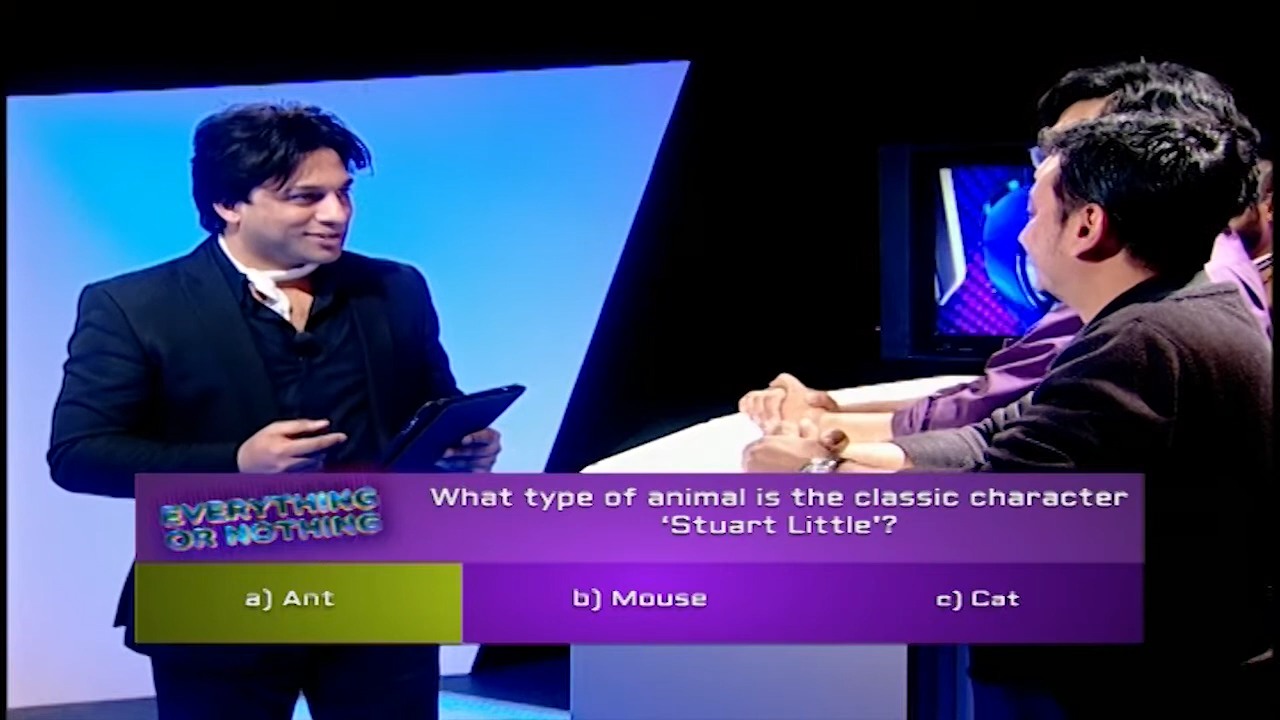 EVERYTHING
OR NOTHING
What type of animal is the classic character
‘Stuart Little’?
a) Ant
b) Mouse
c) Cat